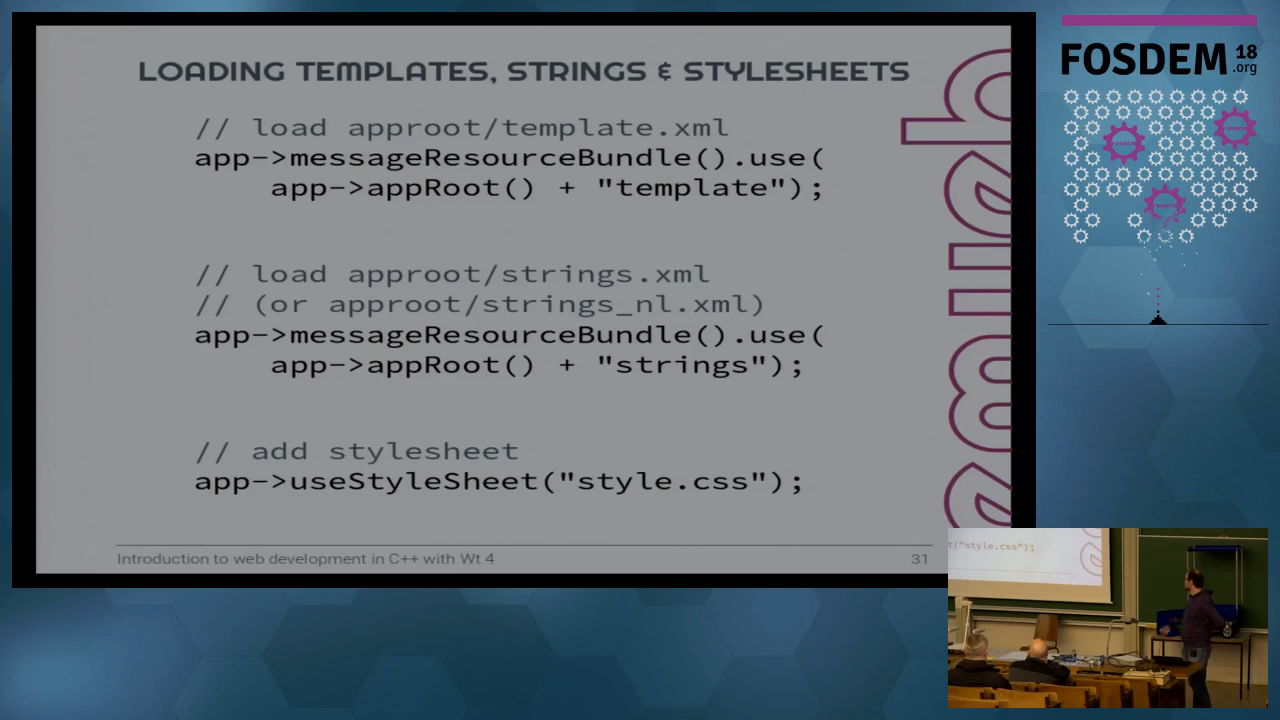 LOADING TEMPLATES, STRINGS & STYLESHEETS
// load approot/template.xml
app->messageResourceBundle().use(
app->appRoot() + "template");
// load approot/strings.xml
// (or approot/strings_nl.xml)
app->messageResourceBundle().use(
app->appRoot() + "strings");
// add stylesheet
app->useStyleSheet("style.css");
Introduction to web development in C++ with Wt 4
31
FOSDEM 18
.org
t("style.css");